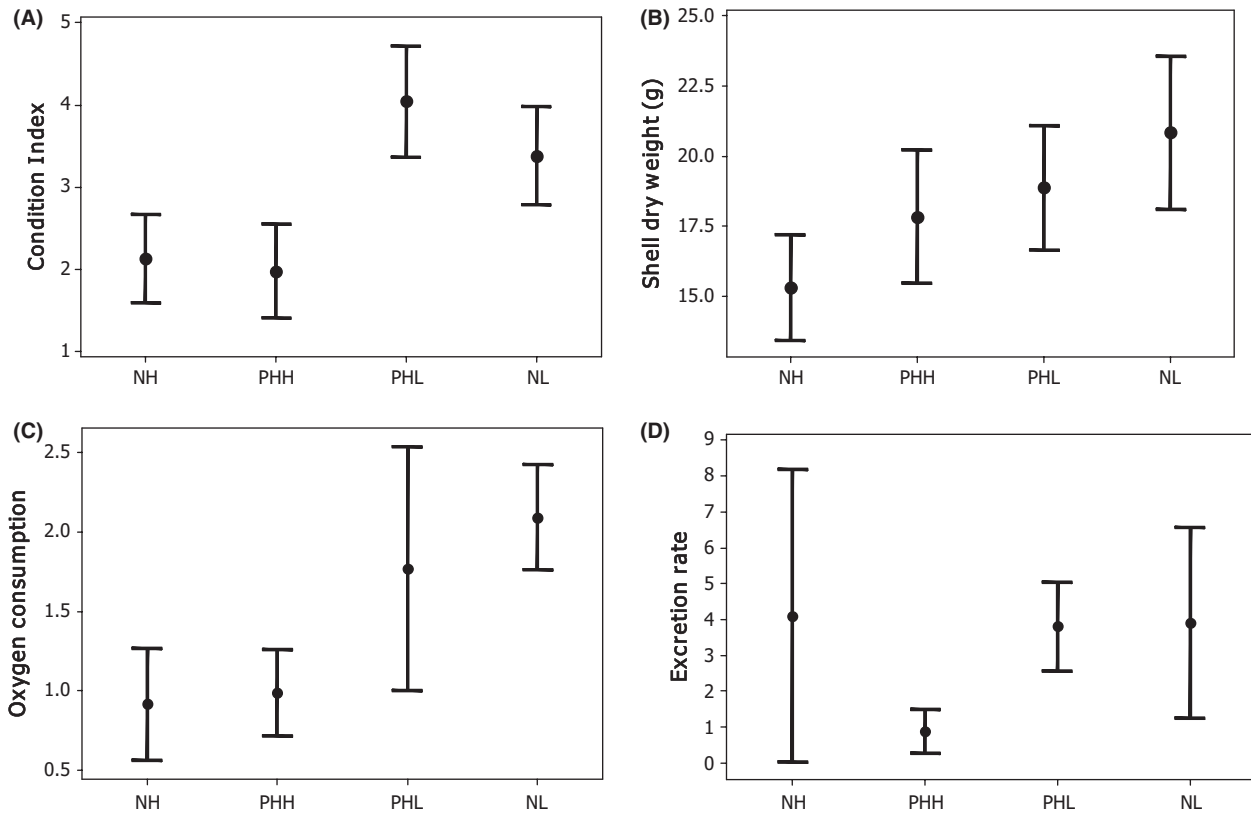 (A)
Condition Index
5
4
3
2
1
NH PHH PHL NL
(B)
Shell dry weight (g)
25.0
22.5
20.0
17.5
15.0
NH PHH PHL NL
(C)
Oxygen consumption
2.5
2.0
1.5
1.0
0.5
NH PHH PHL NL
(D)
Excretion rate
9
8
7
6
5
4
3
2
1
0
NH PHH PHL NL